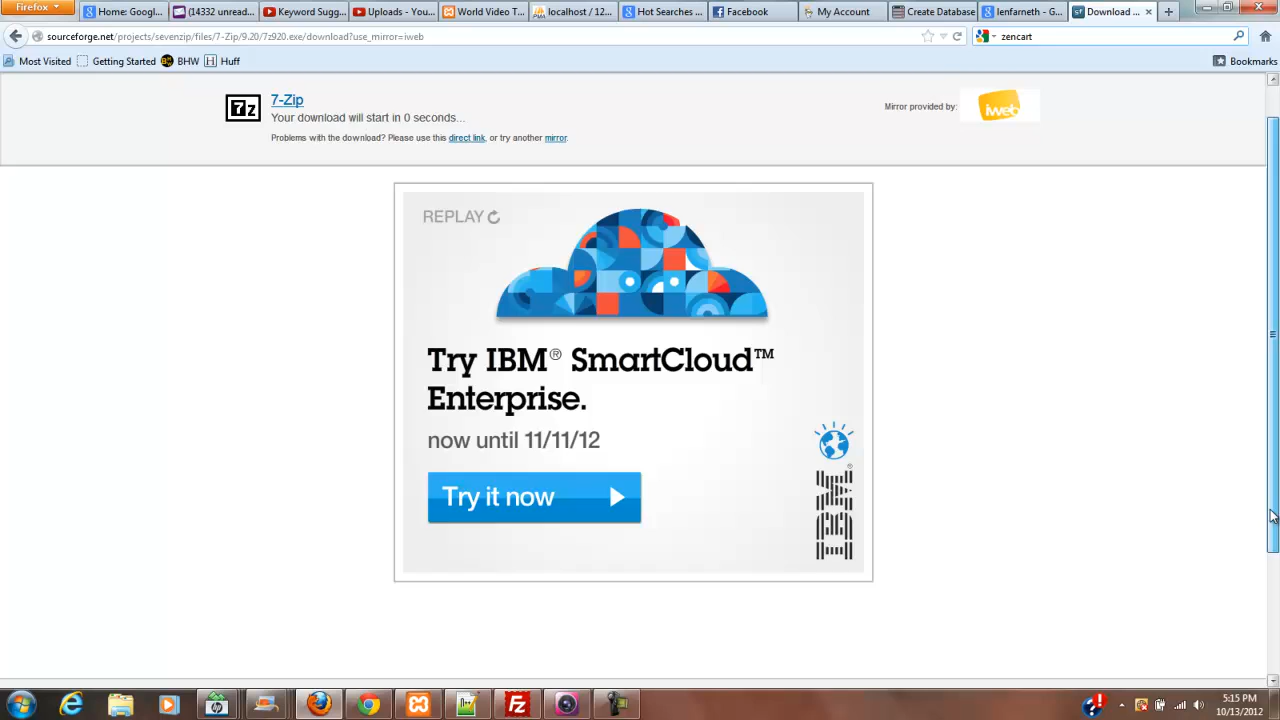 Firefox
Home: Googl...
(14332 unread...
Keyword Sugg...
Uploads - You...
World Video T...
localhost / 12...
Hot Searches ...
Facebook
My Account
Create Database
lenfarneth - G...
Download ...
sourceforge.net/projects/sevenzip/files/7-Zip/9.20/7z920.exe/download?use_mirror=iweb
zencart
Most Visited
Getting Started
BHW
Huff
Bookmarks
7z
7-Zip
Your download will start in 0 seconds...
Problems with the download? Please use this direct link, or try another mirror.
Mirror provided by:
iweb
REPLAY
Try IBM® SmartCloud™
Enterprise.
now until 11/11/12
Try it now
IBM®
5:15 PM
10/13/2012